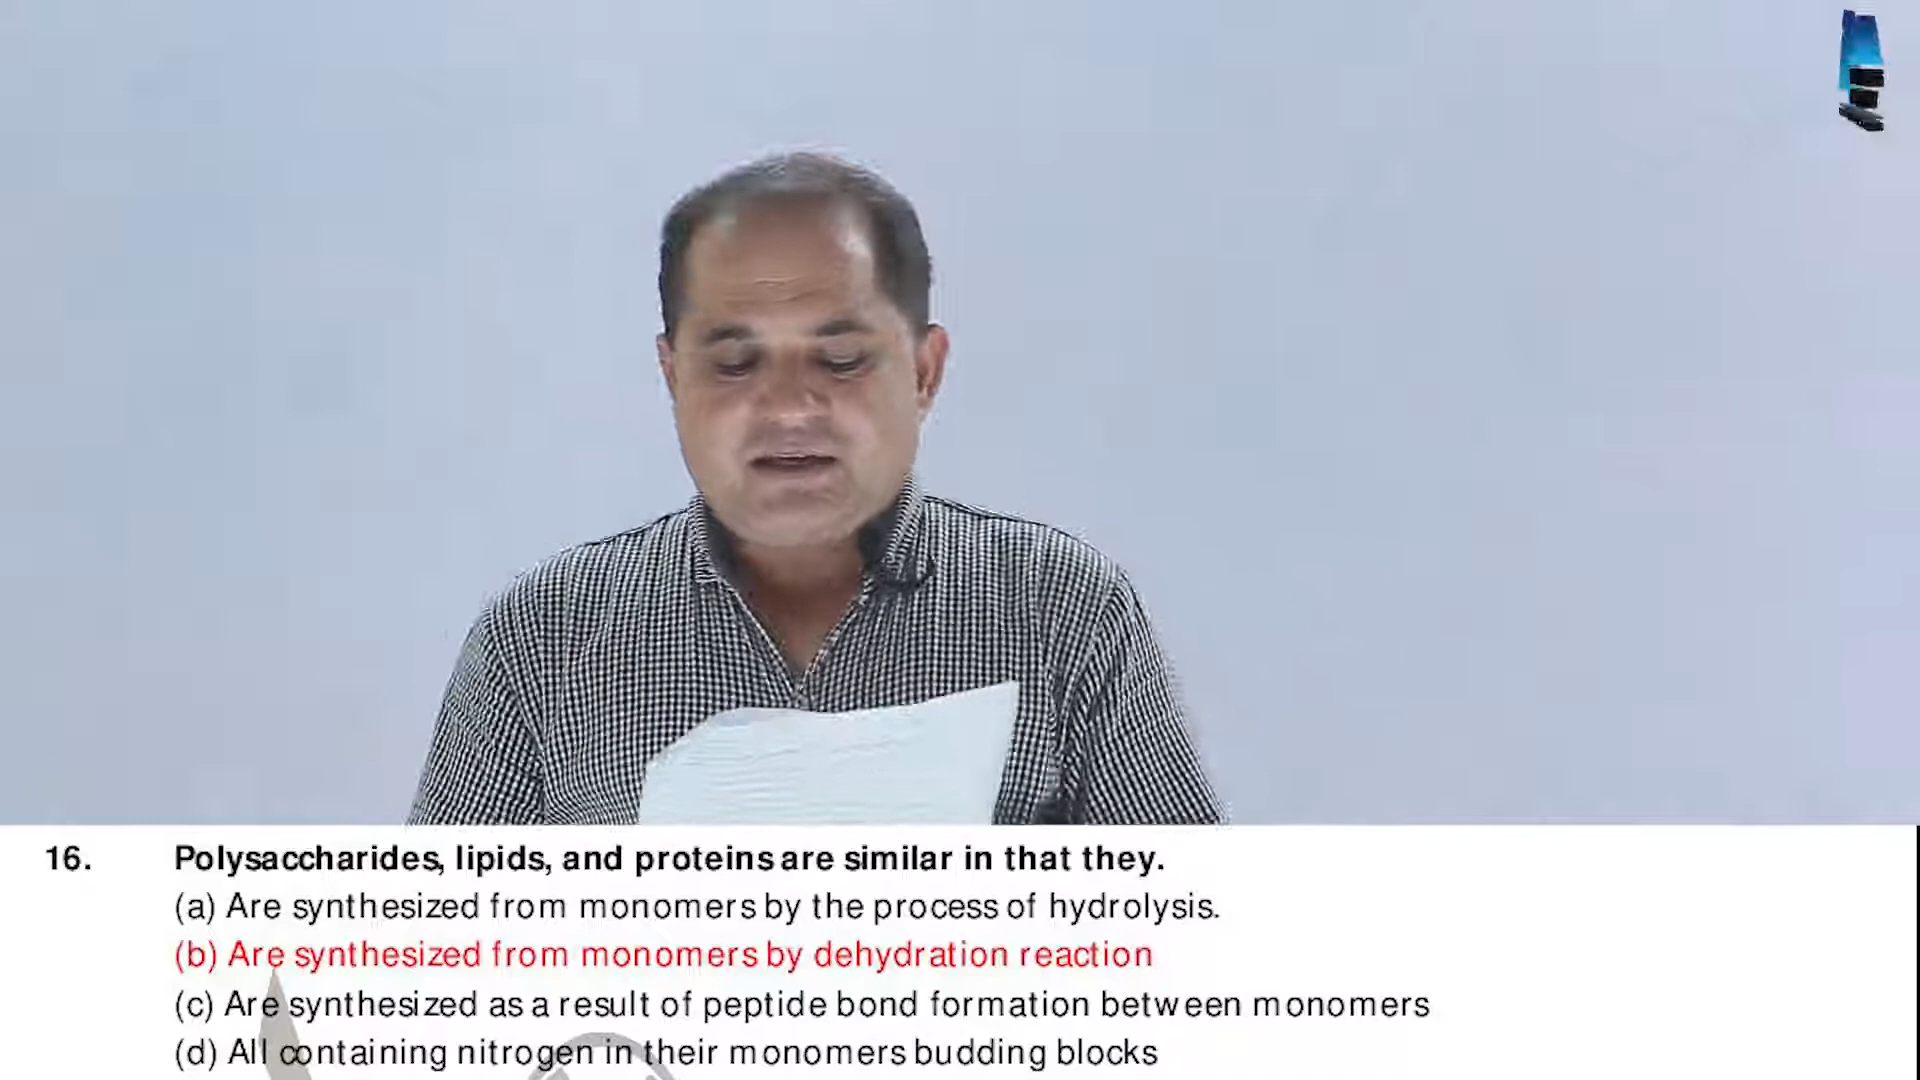 16. Polysaccharides, lipids, and proteins are similar in that they.
(a) Are synthesized from monomers by the process of hydrolysis.
(b) Are synthesized from monomers by dehydration reaction
(c) Are synthesized as a result of peptide bond formation between monomers
(d) All containing nitrogen in their monomers budding blocks